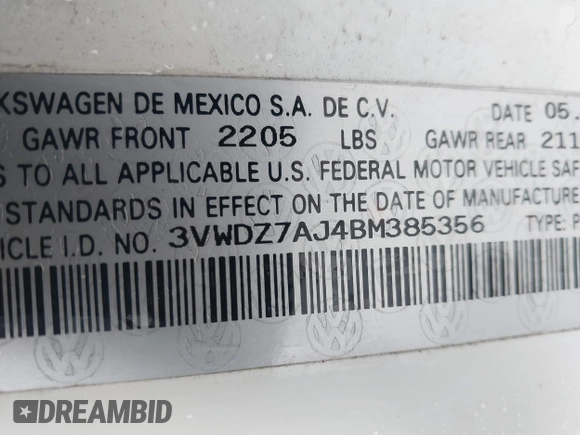 KSWAGEN DE MEXICO S.A. DE C.V. DATE 05.
GAWR FRONT 2205 LBS GAWR REAR 211
S TO ALL APPLICABLE U.S. FEDERAL MOTOR VEHICLE SAF
STANDARDS IN EFFECT ON THE DATE OF MANUFACTURE
ICLE I.D. NO. 3VWDZ7AJ4BM385356 TYPE: P
DREAMBID